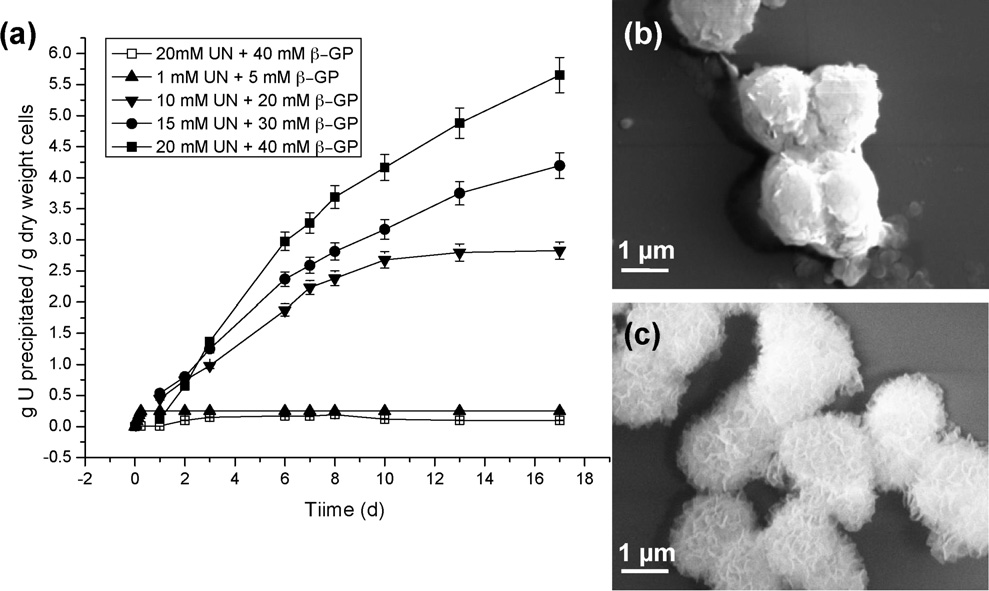 (a)
g U precipitated / g dry weight cells
6.0
5.5
5.0
4.5
4.0
3.5
3.0
2.5
2.0
1.5
1.0
0.5
0.0
-0.5
20mM UN + 40 mM β-GP
1 mM UN + 5 mM β-GP
10 mM UN + 20 mM β-GP
15 mM UN + 30 mM β-GP
20 mM UN + 40 mM β-GP
-2 0 2 4 6 8 10 12 14 16 18
Tiime (d)
(b)
1 µm
(c)
1 µm